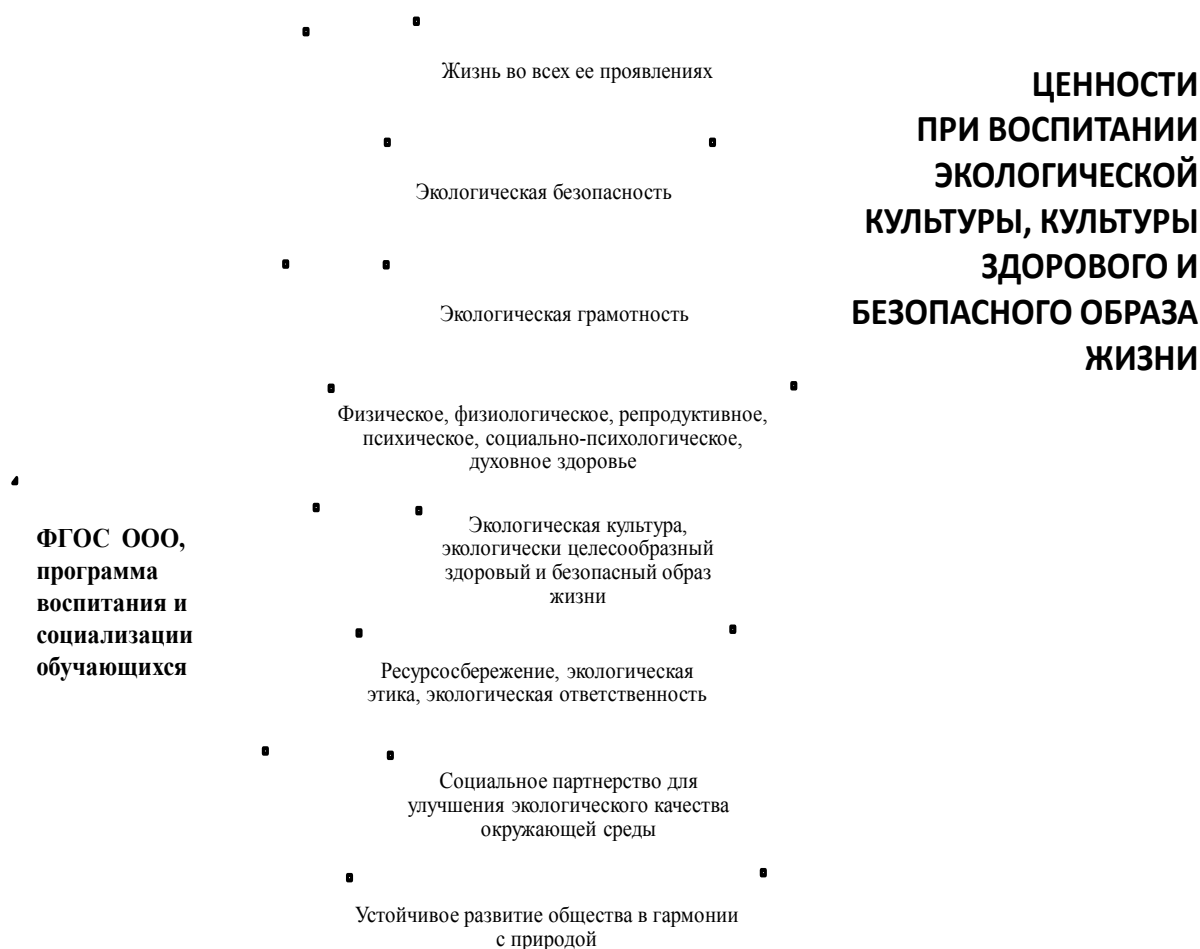 ЦЕННОСТИ
ПРИ ВОСПИТАНИИ
ЭКОЛОГИЧЕСКОЙ
КУЛЬТУРЫ, КУЛЬТУРЫ
ЗДОРОВОГО И
БЕЗОПАСНОГО ОБРАЗА
ЖИЗНИ
ФГОС ООО,
программа
воспитания и
социализации
обучающихся
Жизнь во всех ее проявлениях
Экологическая безопасность
Экологическая грамотность
Физическое, физиологическое, репродуктивное,
психическое, социально-психологическое,
духовное здоровье
Экологическая культура,
экологически целесообразный
здоровый и безопасный образ
жизни
Ресурсосбережение, экологическая
этика, экологическая ответственность
Социальное партнерство для
улучшения экологического качества
окружающей среды
Устойчивое развитие общества в гармонии
с природой